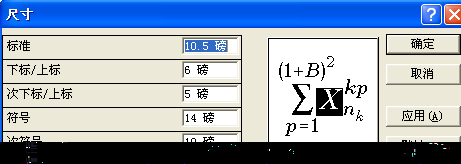 尺寸
标准 10.5 磅 确定
下标/上标 6 磅 取消
次下标/上标 5 磅
符号 14 磅 应用(A)
(1+B)²
∑ X n_k^{kp}
p=1